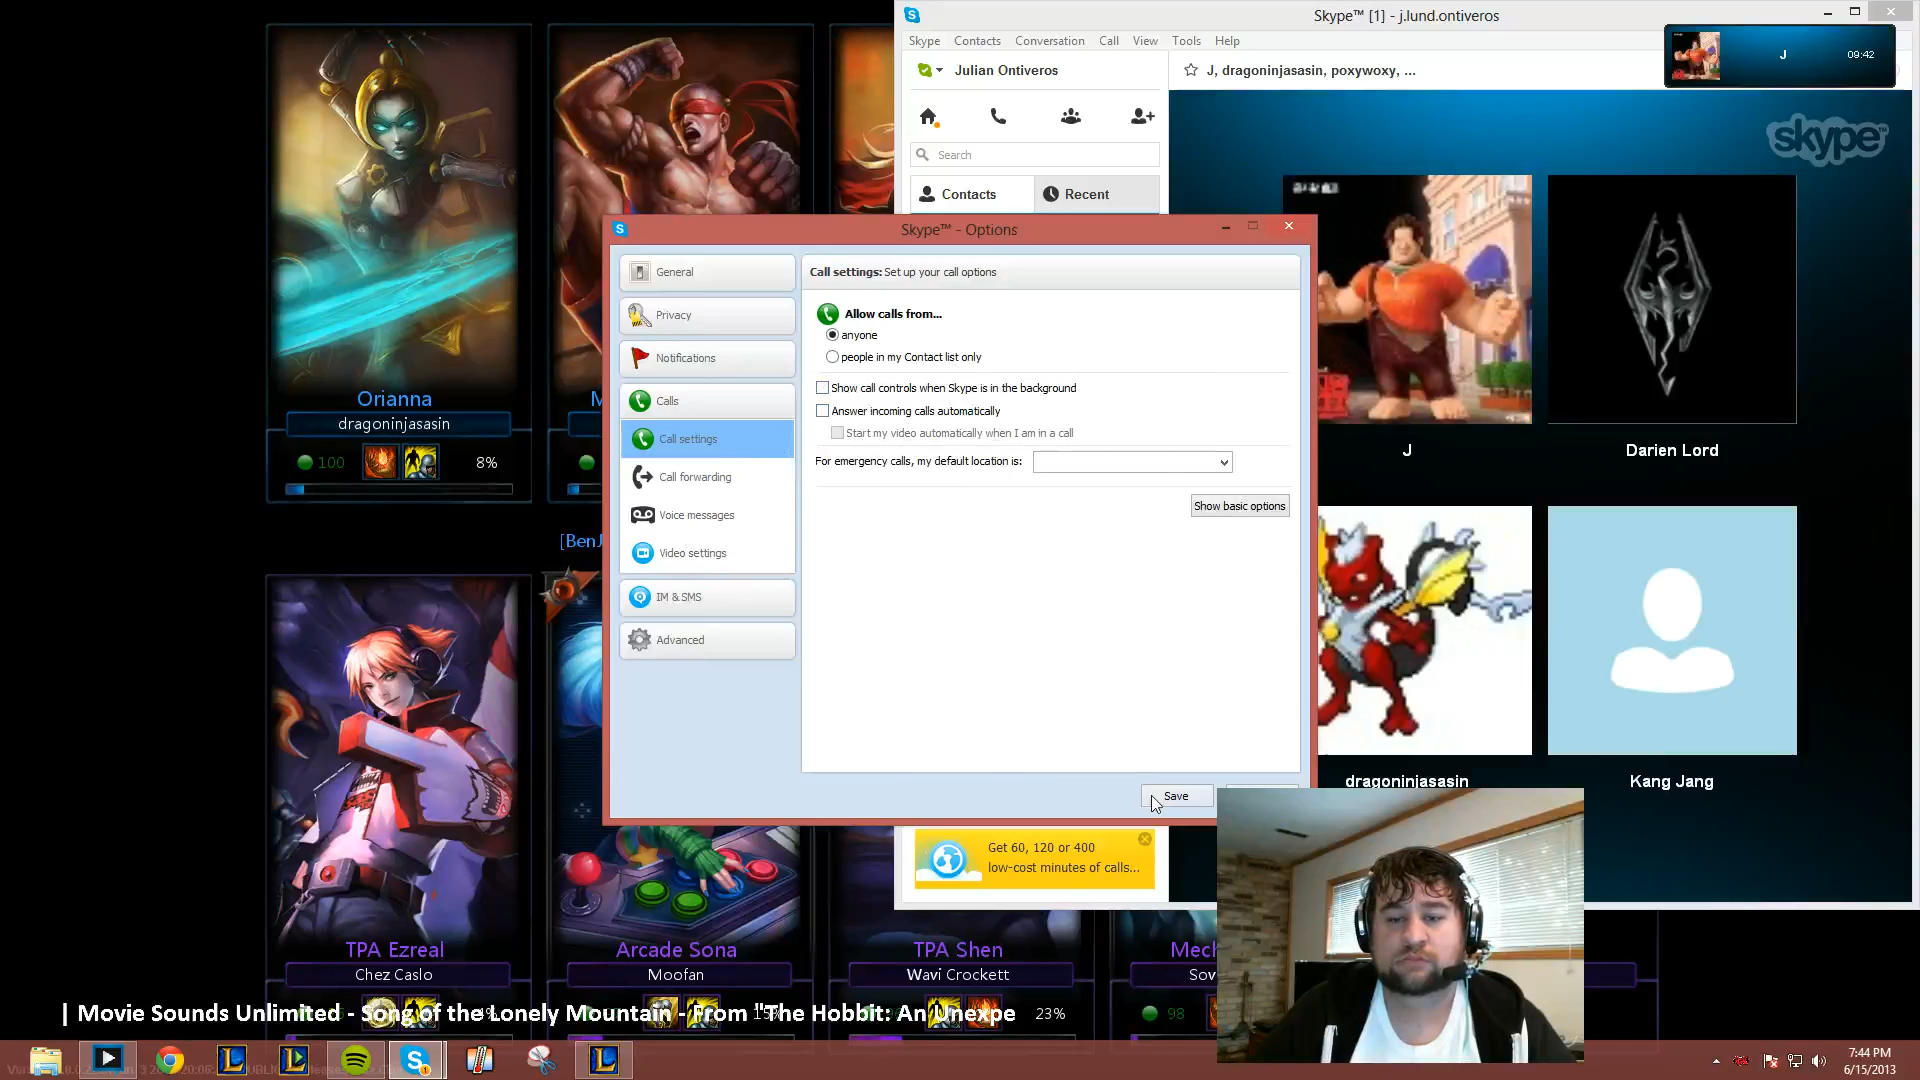 Skype™ [1] - j.lund.ontiveros
Skype Contacts Conversation Call View Tools Help
Julian Ontiveros
J, dragoninjasasin, poxywoxy, ...
J
09:42
Search
Contacts
Recent
skype™
Skype™ - Options
General
Privacy
Notifications
Calls
Call settings
Call forwarding
Voice messages
Video settings
IM & SMS
Advanced
Call settings: Set up your call options
Allow calls from...
anyone
people in my Contact list only
Show call controls when Skype is in the background
Answer incoming calls automatically
Start my video automatically when I am in a call
For emergency calls, my default location is:
Show basic options
Save
J
Darien Lord
dragoninjasasin
Kang Jang
Get 60, 120 or 400
low-cost minutes of calls...
Orianna
dragoninjasasin
100
8%
[BenJ
TPA Ezreal
Chez Caslo
Arcade Sona
Moofan
TPA Shen
Wavi Crockett
Mech
Sov
15%
23%
98
| Movie Sounds Unlimited - Song of the Lonely Mountain - From "The Hobbit: An Unexpe
7:44 PM
6/15/2013